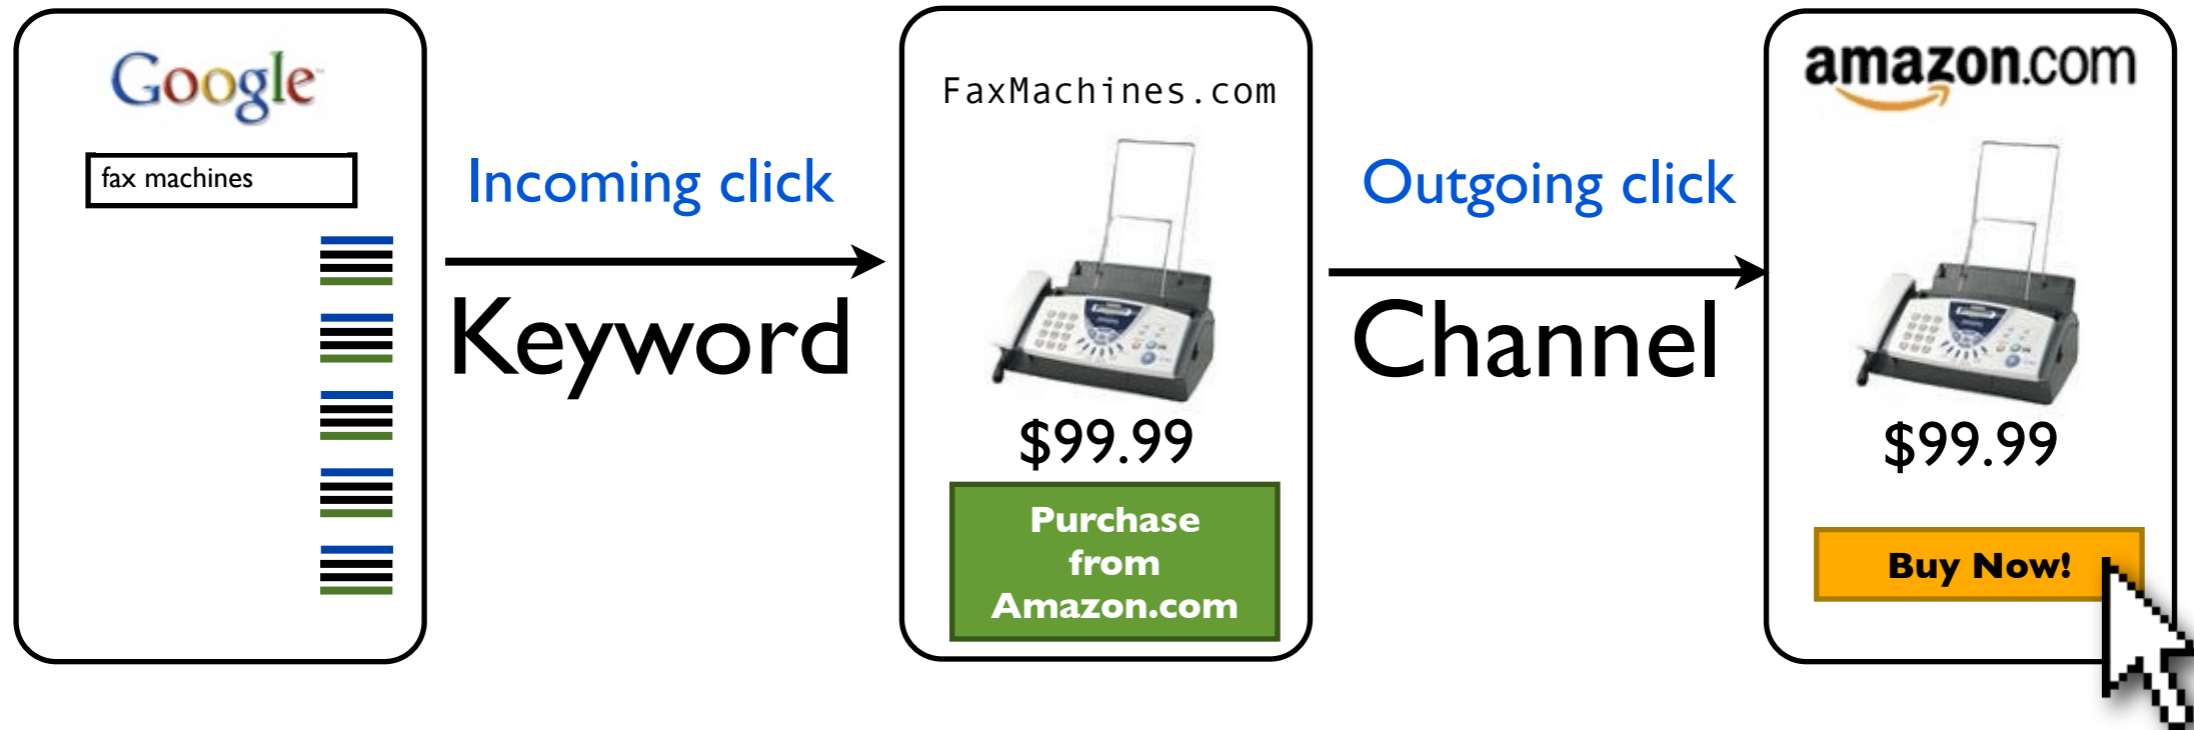 Google
fax machines
Incoming click
Keyword
FaxMachines.com
$99.99
Purchase
from
Amazon.com
Outgoing click
Channel
amazon.com
$99.99
Buy Now!